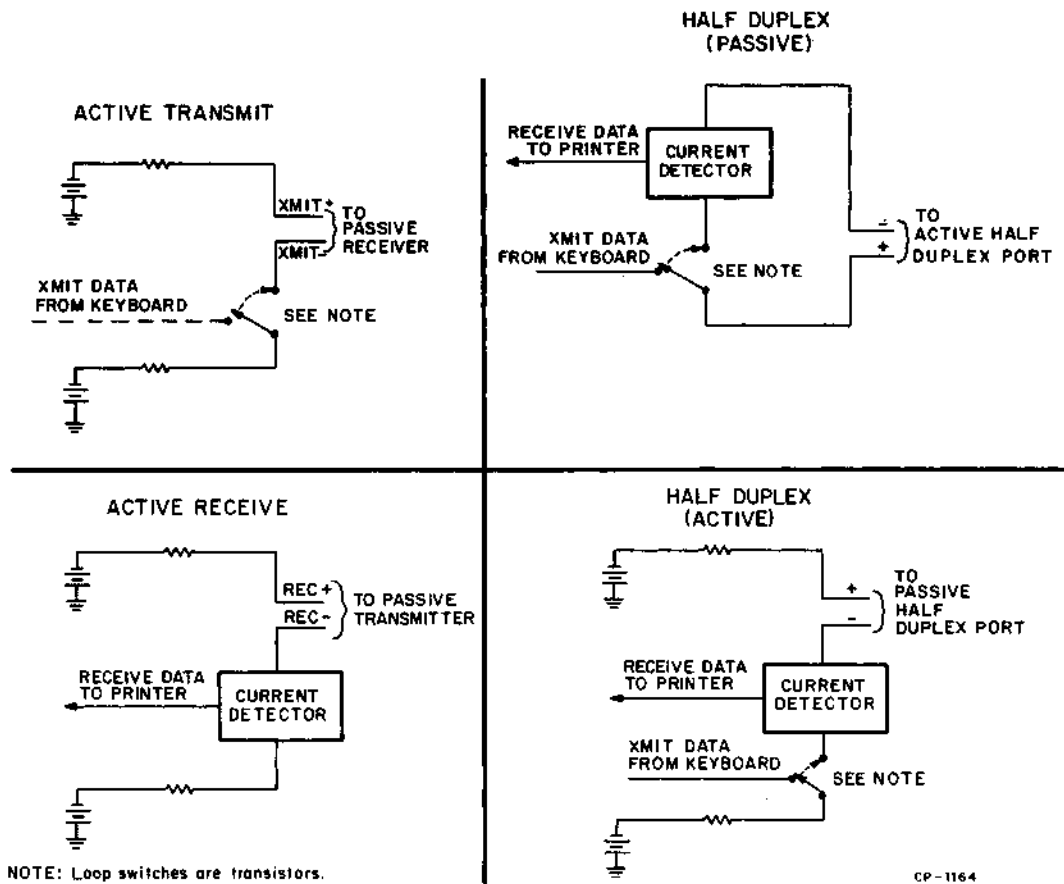 ACTIVE TRANSMIT
XMIT+
XMIT-
TO
PASSIVE
RECEIVER
XMIT DATA
FROM KEYBOARD
SEE NOTE
HALF DUPLEX
(PASSIVE)
RECEIVE DATA
TO PRINTER
CURRENT
DETECTOR
XMIT DATA
FROM KEYBOARD
SEE NOTE
-
+
TO
ACTIVE HALF
DUPLEX PORT
ACTIVE RECEIVE
REC+
REC-
TO PASSIVE
TRANSMITTER
RECEIVE DATA
TO PRINTER
CURRENT
DETECTOR
HALF DUPLEX
(ACTIVE)
+
-
TO
PASSIVE
HALF
DUPLEX PORT
RECEIVE DATA
TO PRINTER
CURRENT
DETECTOR
XMIT DATA
FROM KEYBOARD
SEE NOTE
NOTE: Loop switches are transistors.
CP-1164